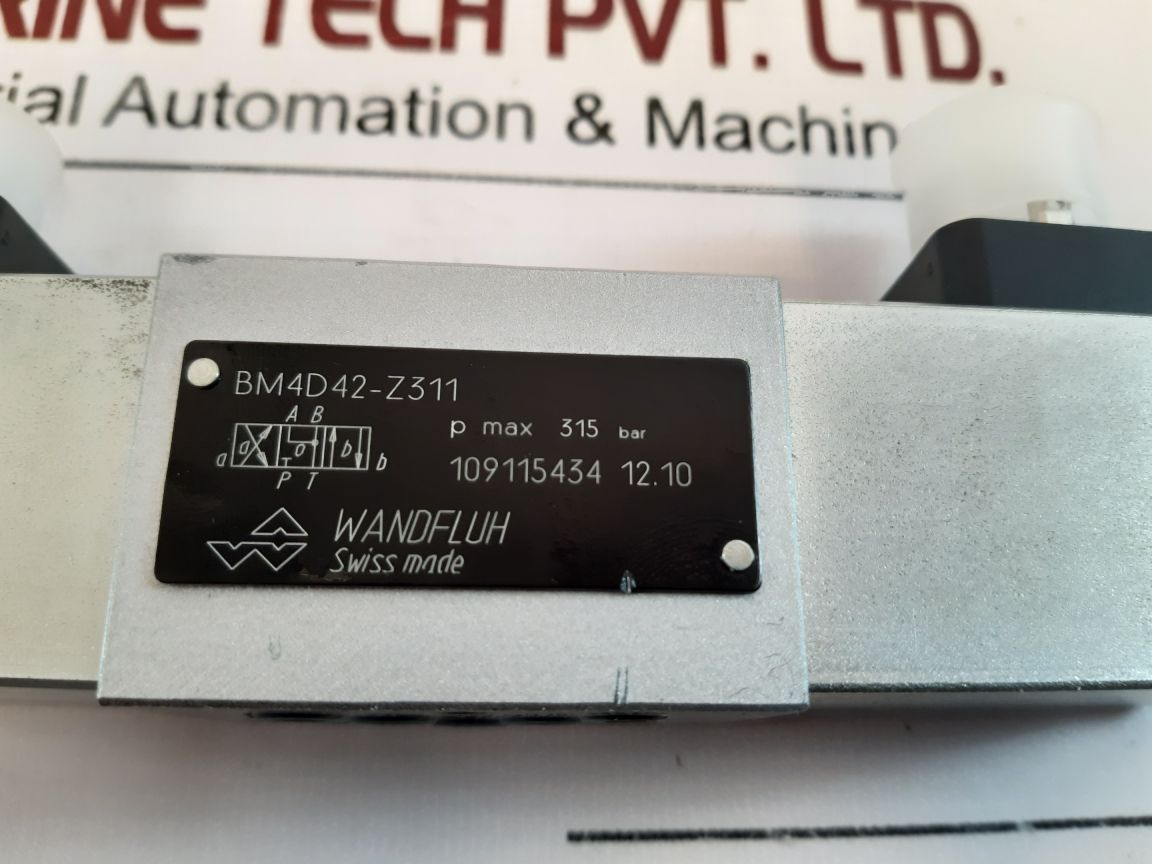 RINE TECH PVT. LTD.
ial Automation & Machin
BM4D42-Z311
A B
a a o b b
P T
p max 315 bar
109115434 12.10
WANDFLUH
Swiss made